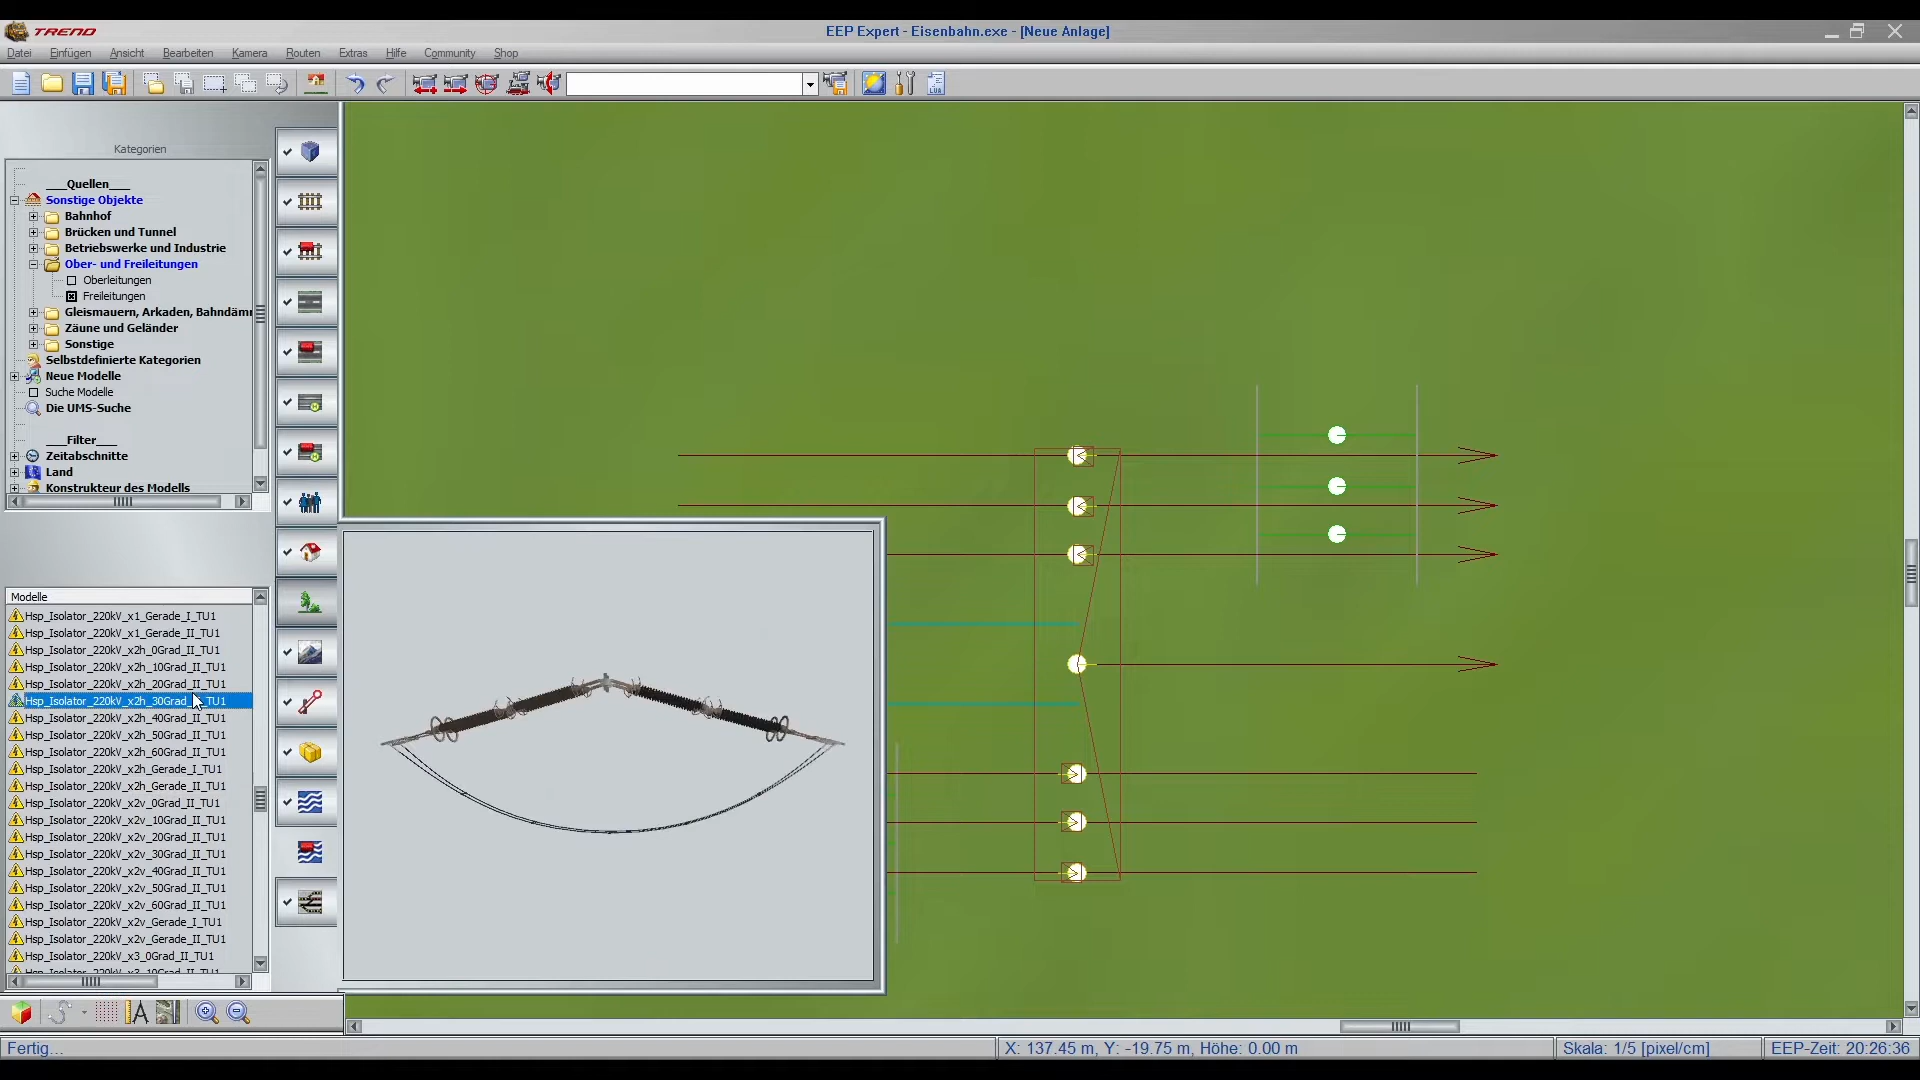 TREND
EEP Expert - Eisenbahn.exe - [Neue Anlage]
Datei Einfügen Ansicht Bearbeiten Kamera Routen Extras Hilfe Community Shop
LUA
Kategorien
___Quellen___
Sonstige Objekte
Bahnhof
Brücken und Tunnel
Betriebswerke und Industrie
Ober- und Freileitungen
Oberleitungen
Freileitungen
Gleismauern, Arkaden, Bahndäm
Zäune und Geländer
Sonstige
Selbstdefinierte Kategorien
Neue Modelle
Suche Modelle
Die UMS-Suche
___Filter___
Zeitabschnitte
Land
Konstrukteur des Modells
Modelle
Hsp_Isolator_220kV_x1_Gerade_I_TU1
Hsp_Isolator_220kV_x1_Gerade_II_TU1
Hsp_Isolator_220kV_x2h_0Grad_II_TU1
Hsp_Isolator_220kV_x2h_10Grad_II_TU1
Hsp_Isolator_220kV_x2h_20Grad_II_TU1
Hsp_Isolator_220kV_x2h_30Grad_II_TU1
Hsp_Isolator_220kV_x2h_40Grad_II_TU1
Hsp_Isolator_220kV_x2h_50Grad_II_TU1
Hsp_Isolator_220kV_x2h_60Grad_II_TU1
Hsp_Isolator_220kV_x2h_Gerade_I_TU1
Hsp_Isolator_220kV_x2h_Gerade_II_TU1
Hsp_Isolator_220kV_x2v_0Grad_II_TU1
Hsp_Isolator_220kV_x2v_10Grad_II_TU1
Hsp_Isolator_220kV_x2v_20Grad_II_TU1
Hsp_Isolator_220kV_x2v_30Grad_II_TU1
Hsp_Isolator_220kV_x2v_40Grad_II_TU1
Hsp_Isolator_220kV_x2v_50Grad_II_TU1
Hsp_Isolator_220kV_x2v_60Grad_II_TU1
Hsp_Isolator_220kV_x2v_Gerade_I_TU1
Hsp_Isolator_220kV_x2v_Gerade_II_TU1
Hsp_Isolator_220kV_x3_0Grad_II_TU1
Hsp_Isolator_220kV_x3_10Grad_II_TU1
Fertig... X: 137.45 m, Y: -19.75 m, Höhe: 0.00 m Skala: 1/5 [pixel/cm] EEP-Zeit: 20:26:36